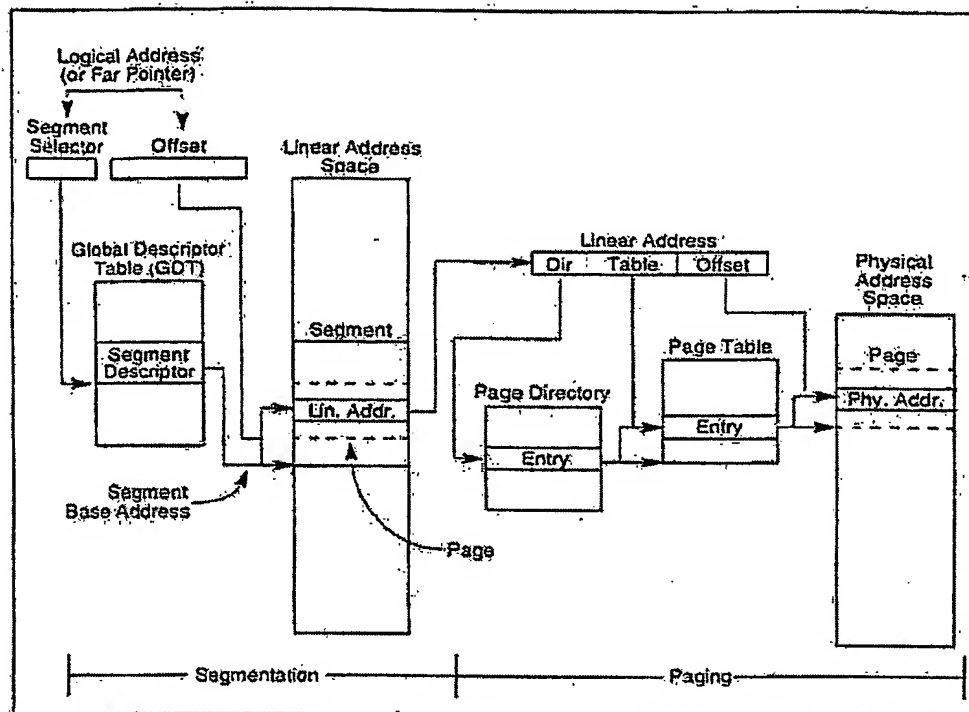 Logical Address
(or Far Pointer)
Segment
Selector
Offset
Linear Address
Space
Global Descriptor
Table (GDT)
Segment
Descriptor
Segment
Lin. Addr.
Segment
Base Address
Page
Linear Address
Dir Table Offset
Page Directory
Entry
Page Table
Entry
Physical
Address
Space
Page
Phy. Addr.
Segmentation
Paging